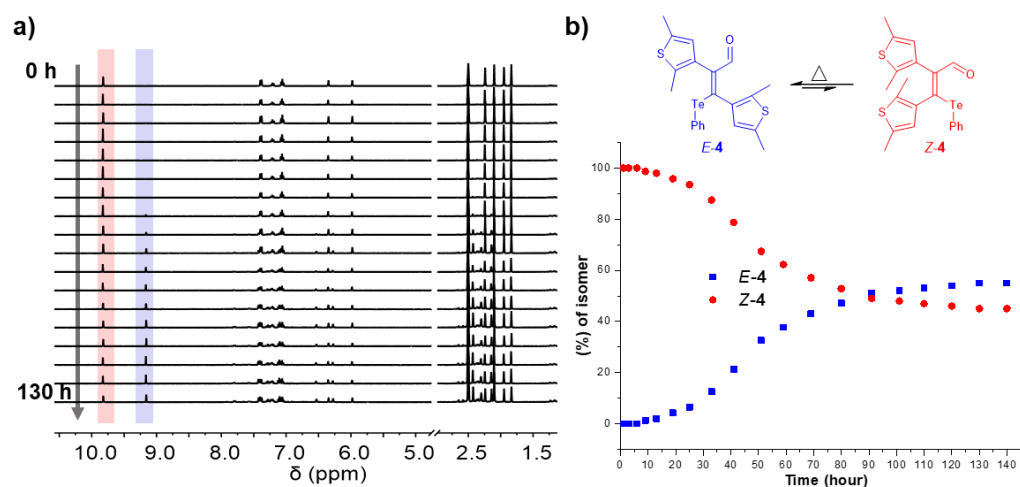 a)
0 h
130 h
10.0 9.0 8.0 7.0 6.0 5.0 2.5 1.5
δ (ppm)
b)
S
O
Te
S
Ph
E-4
△
S
O
S
Te
Ph
Z-4
100
80
60
40
20
0
(%) of isomer
E-4
Z-4
0 10 20 30 40 50 60 70 80 90 100 110 120 130 140
Time (hour)